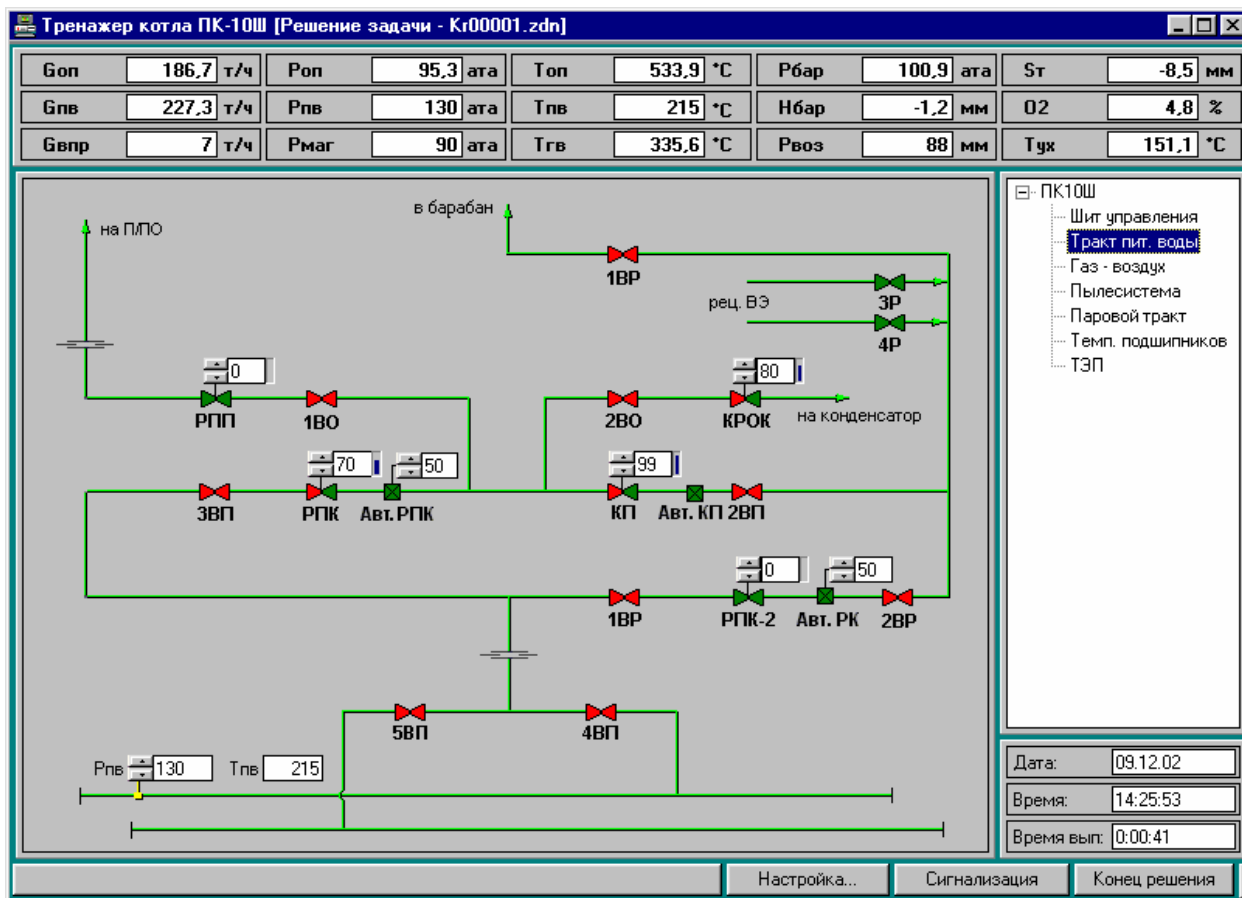 Тренажер котла ПК-10Ш [Решение задачи - Kr00001.zdn]
Gоп 186,7 т/ч Pоп 95,3 ата Tоп 533,9 °C Pбар 100,9 ата Sт -8,5 мм
Gпв 227,3 т/ч Pпв 130 ата Tпв 215 °C Hбар -1,2 мм O2 4,8 %
Gвпр 7 т/ч Pмаг 90 ата Tгв 335,6 °C Pвоз 88 мм Tух 151,1 °C
в барабан
на П/ПО
1ВР
рец. ВЭ
3Р
4Р
0
80
РПП
1ВО
2ВО
КРОК
на конденсатор
70
50
99
3ВП
РПК
Авт. РПК
КП
Авт. КП
2ВП
0
50
1ВР
РПК-2
Авт. РК
2ВР
5ВП
4ВП
Pпв 130 Tпв 215
ПК10Ш
Шит управления
Тракт пит. воды
Газ - воздух
Пылесистема
Паровой тракт
Темп. подшипников
ТЭП
Дата: 09.12.02
Время: 14:25:53
Время вып: 0:00:41
Настройка...
Сигнализация
Конец решения